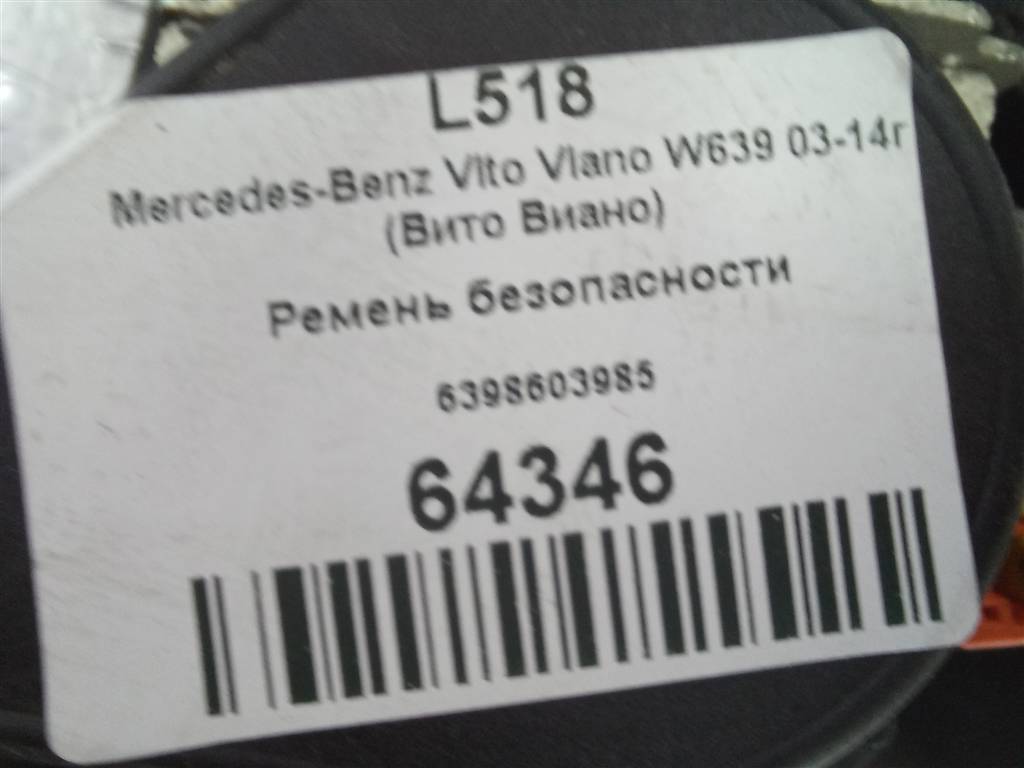 L518
Mercedes-Benz Vito Viano W639 03-14г
(Вито Виано)
Ремень безопасности
6398603985
64346